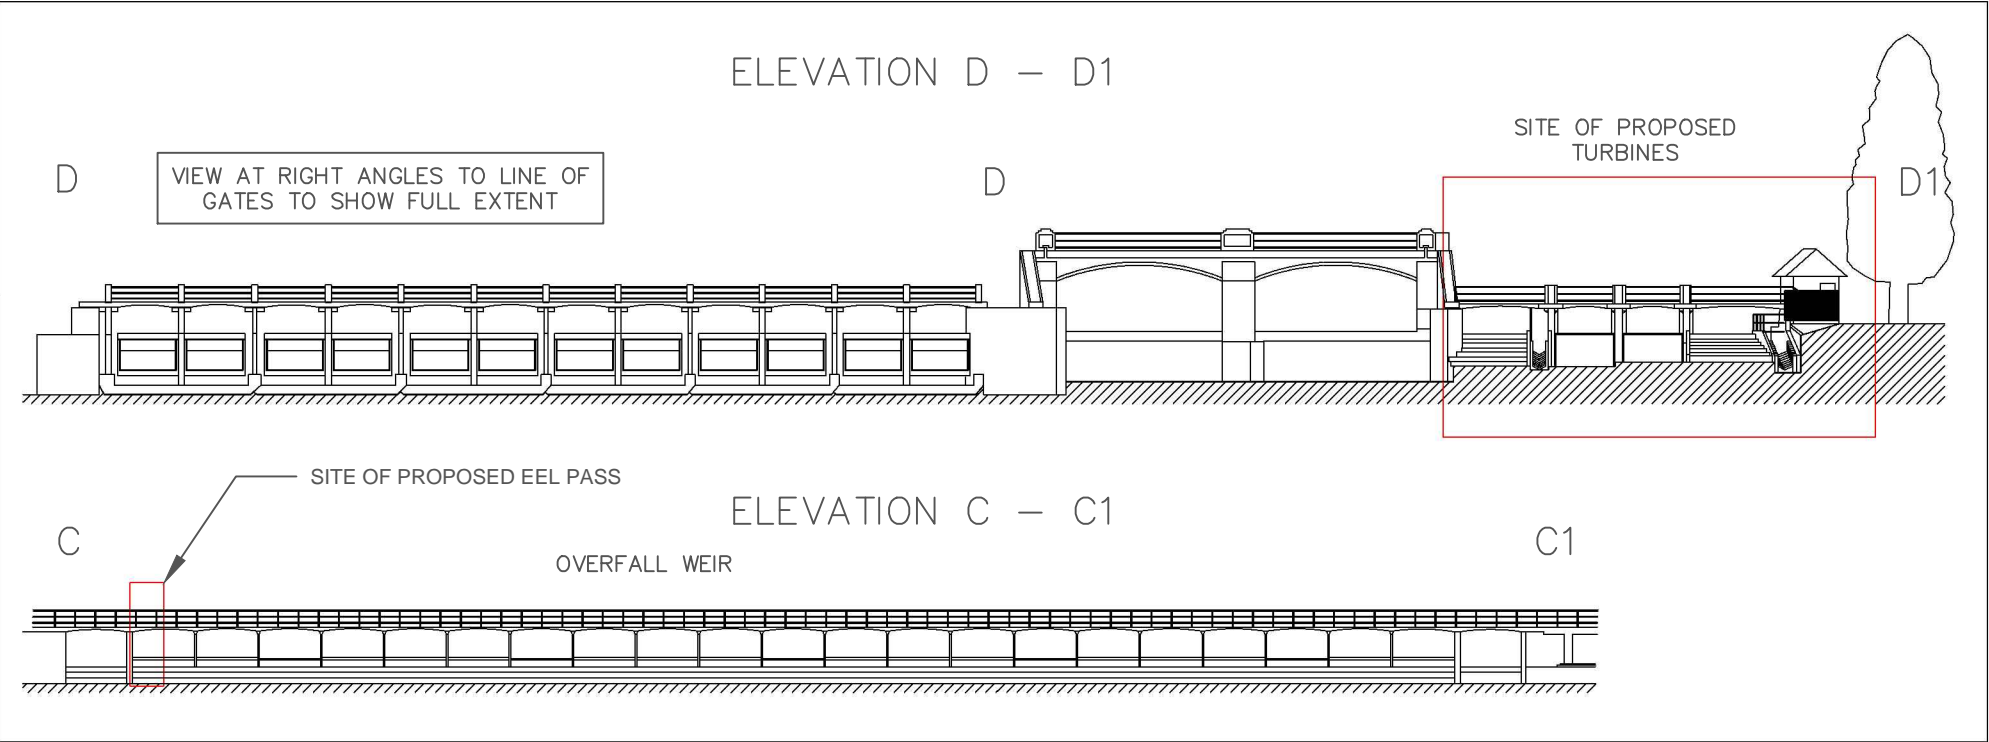 ELEVATION D – D1
SITE OF PROPOSED
TURBINES
D
VIEW AT RIGHT ANGLES TO LINE OF
GATES TO SHOW FULL EXTENT
D
D1
SITE OF PROPOSED EEL PASS
ELEVATION C – C1
C
C1
OVERFALL WEIR